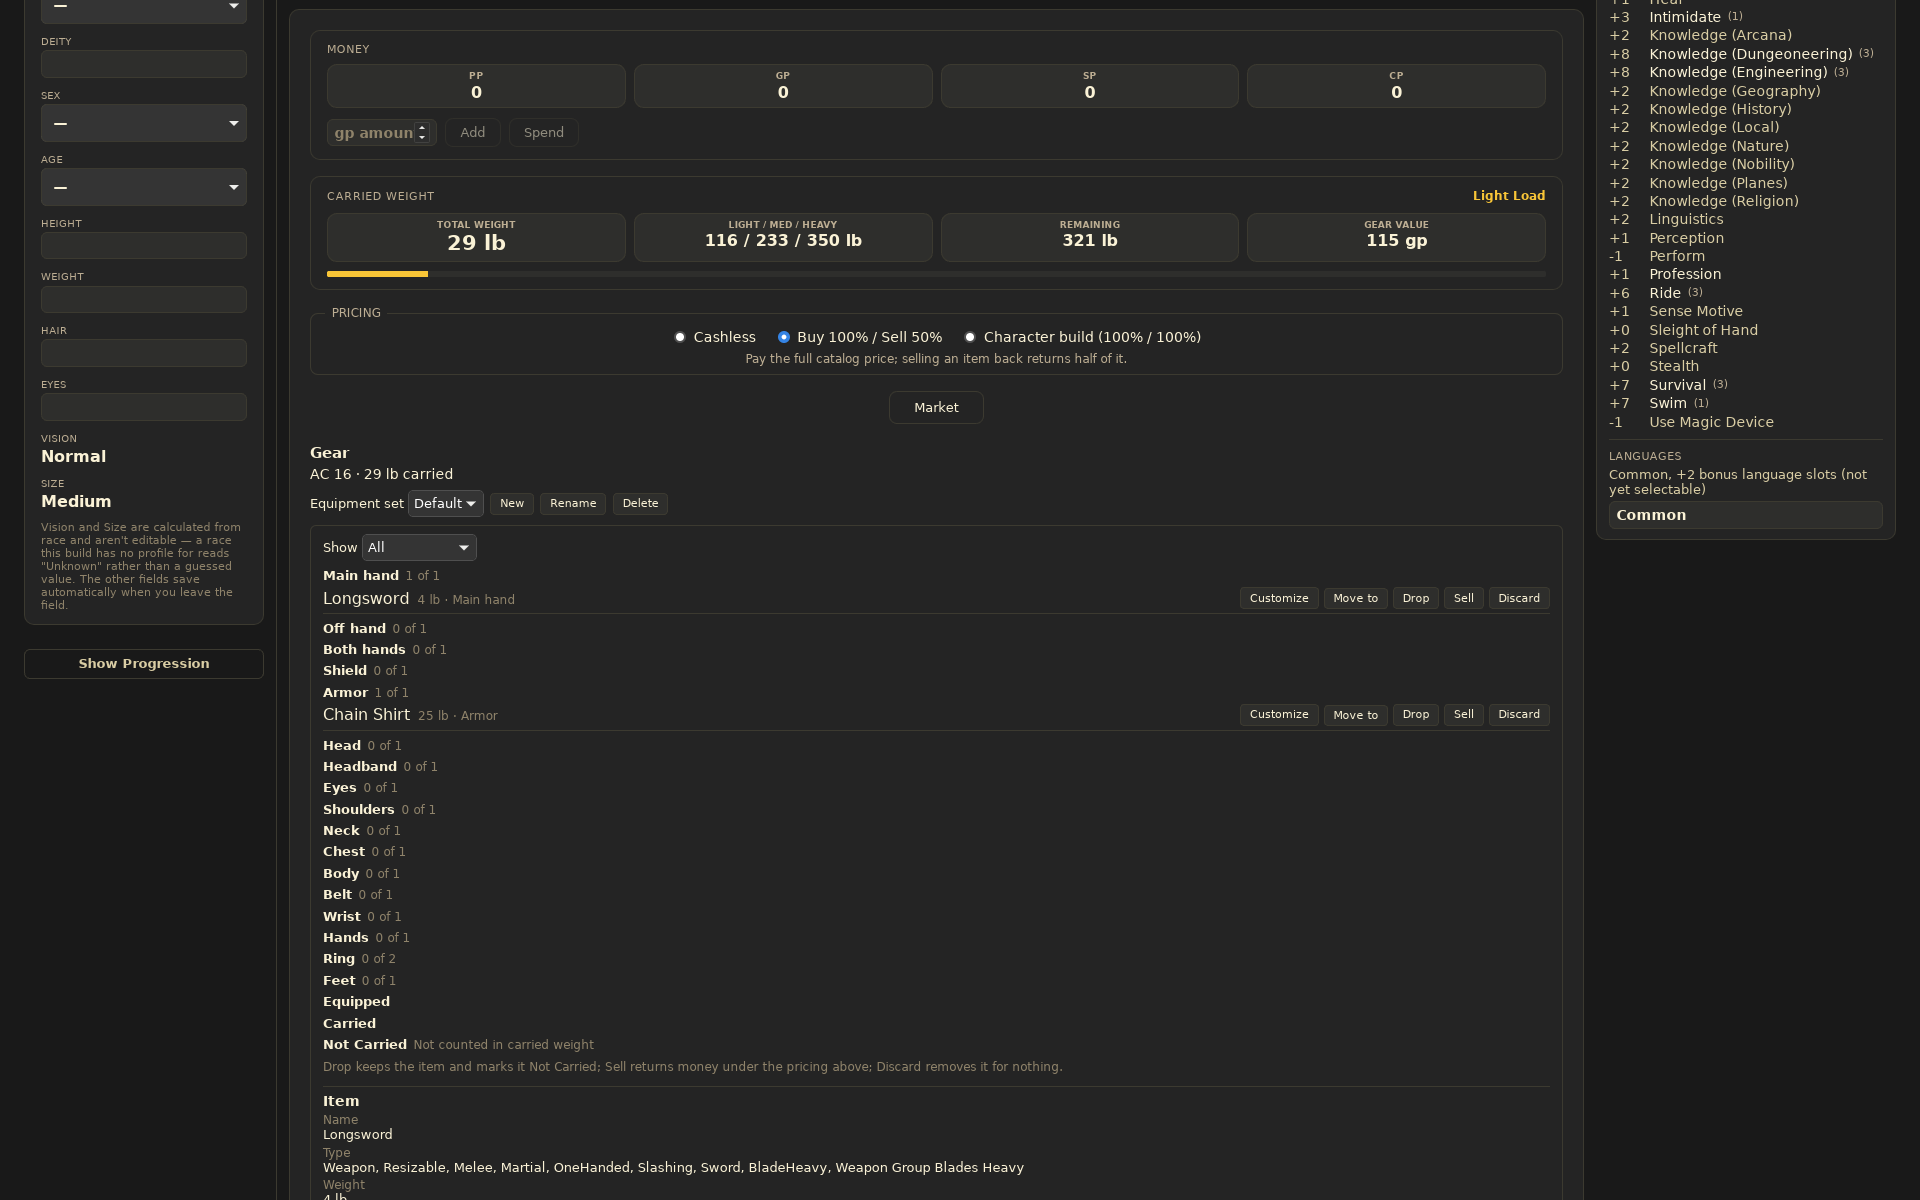 —
DEITY
SEX
—
AGE
—
HEIGHT
WEIGHT
HAIR
EYES
VISION
Normal
SIZE
Medium
Vision and Size are calculated from
race and aren't editable — a race
this build has no profile for reads
"Unknown" rather than a guessed
value. The other fields save
automatically when you leave the
field.
Show Progression
MONEY
PP
0
GP
0
SP
0
CP
0
gp amoun
Add
Spend
CARRIED WEIGHT
Light Load
TOTAL WEIGHT
29 lb
LIGHT / MED / HEAVY
116 / 233 / 350 lb
REMAINING
321 lb
GEAR VALUE
115 gp
PRICING
Cashless
Buy 100% / Sell 50%
Character build (100% / 100%)
Pay the full catalog price; selling an item back returns half of it.
Market
Gear
AC 16 · 29 lb carried
Equipment set Default New Rename Delete
Show All
Main hand 1 of 1
Longsword 4 lb · Main hand Customize Move to Drop Sell Discard
Off hand 0 of 1
Both hands 0 of 1
Shield 0 of 1
Armor 1 of 1
Chain Shirt 25 lb · Armor Customize Move to Drop Sell Discard
Head 0 of 1
Headband 0 of 1
Eyes 0 of 1
Shoulders 0 of 1
Neck 0 of 1
Chest 0 of 1
Body 0 of 1
Belt 0 of 1
Wrist 0 of 1
Hands 0 of 1
Ring 0 of 2
Feet 0 of 1
Equipped
Carried
Not Carried Not counted in carried weight
Drop keeps the item and marks it Not Carried; Sell returns money under the pricing above; Discard removes it for nothing.
Item
Name
Longsword
Type
Weapon, Resizable, Melee, Martial, OneHanded, Slashing, Sword, BladeHeavy, Weapon Group Blades Heavy
Weight
4 lb
+1 Heal
+3 Intimidate (1)
+2 Knowledge (Arcana)
+8 Knowledge (Dungeoneering) (3)
+8 Knowledge (Engineering) (3)
+2 Knowledge (Geography)
+2 Knowledge (History)
+2 Knowledge (Local)
+2 Knowledge (Nature)
+2 Knowledge (Nobility)
+2 Knowledge (Planes)
+2 Knowledge (Religion)
+2 Linguistics
+1 Perception
-1 Perform
+1 Profession
+6 Ride (3)
+1 Sense Motive
+0 Sleight of Hand
+2 Spellcraft
+0 Stealth
+7 Survival (3)
+7 Swim (1)
-1 Use Magic Device
LANGUAGES
Common, +2 bonus language slots (not
yet selectable)
Common